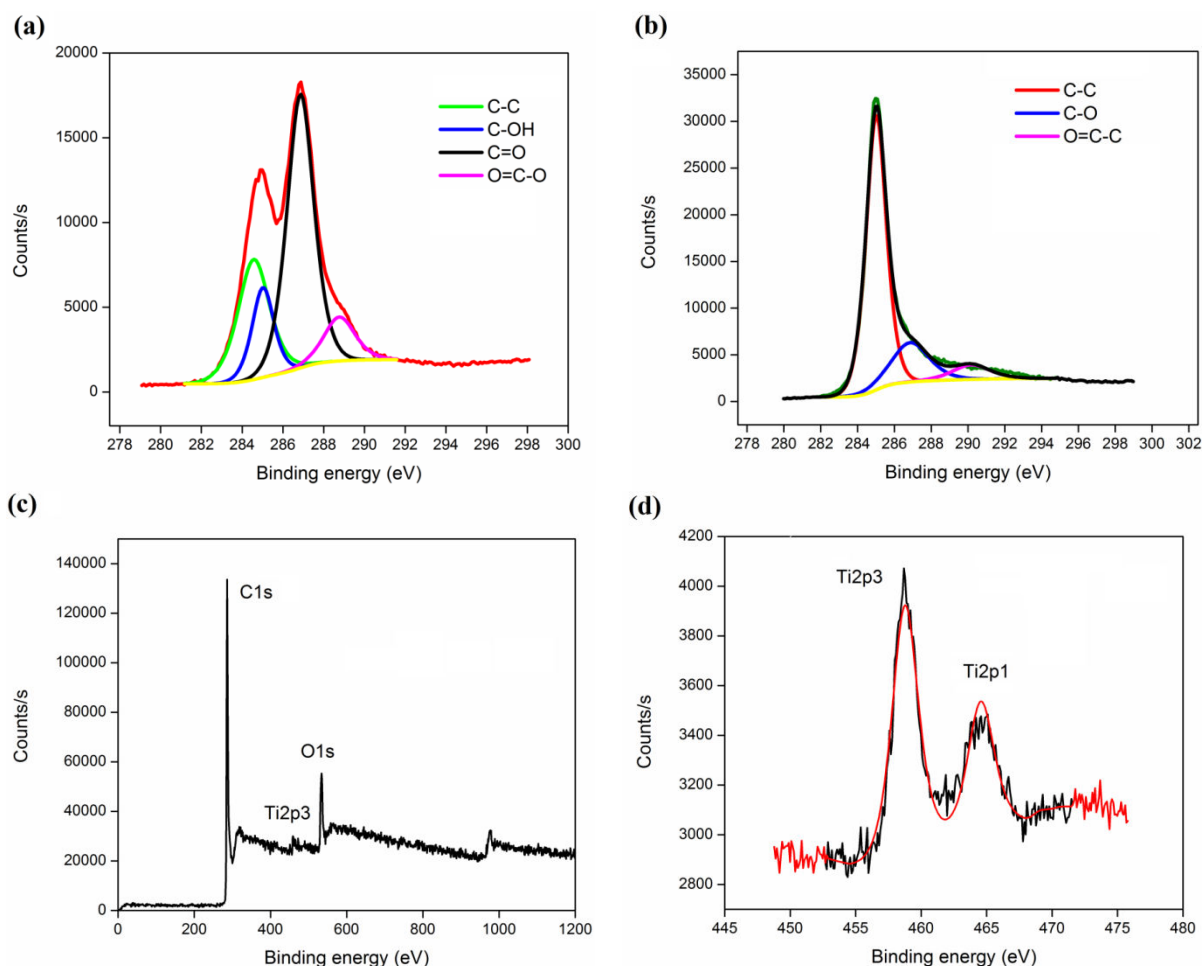 (a)
20000
15000
10000
5000
0
Counts/s
C-C
C-OH
C=O
O=C-O
278 280 282 284 286 288 290 292 294 296 298 300
Binding energy (eV)
(b)
35000
30000
25000
20000
15000
10000
5000
0
Counts/s
C-C
C-O
O=C-C
278 280 282 284 286 288 290 292 294 296 298 300 302
Binding energy (eV)
(c)
140000
120000
100000
80000
60000
40000
20000
0
Counts/s
C1s
O1s
Ti2p3
0 200 400 600 800 1000 1200
Binding energy (eV)
(d)
4200
4000
3800
3600
3400
3200
3000
2800
Counts/s
Ti2p3
Ti2p1
445 450 455 460 465 470 475 480
Binding energy (eV)